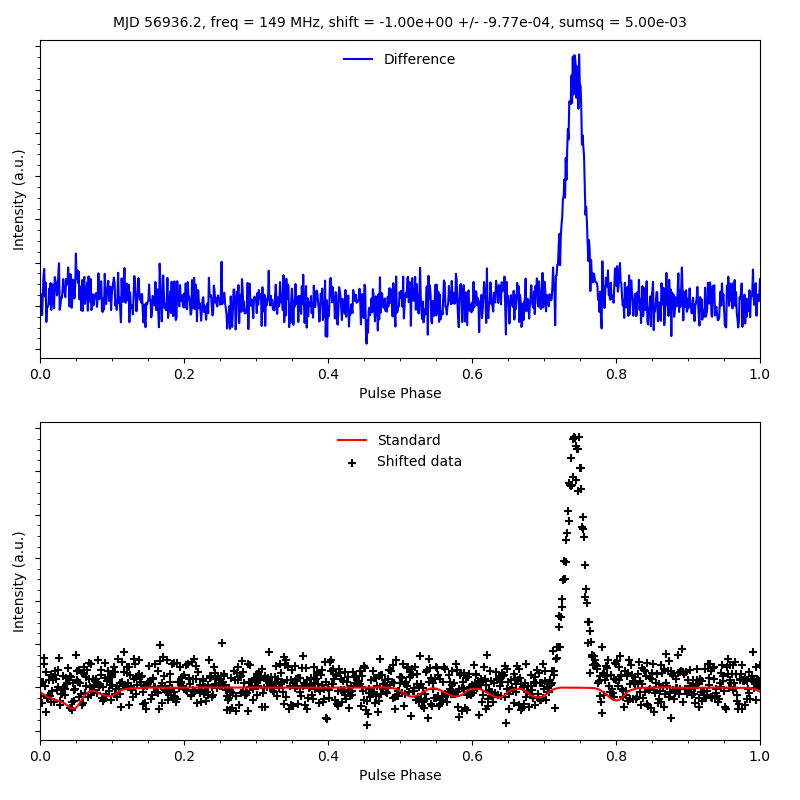 MJD 56936.2, freq = 149 MHz, shift = -1.00e+00 +/- -9.77e-04, sumsq = 5.00e-03
Difference
Intensity (a.u.)
0.0 0.2 0.4 0.6 0.8 1.0
Pulse Phase
Standard
Shifted data
Intensity (a.u.)
0.0 0.2 0.4 0.6 0.8 1.0
Pulse Phase